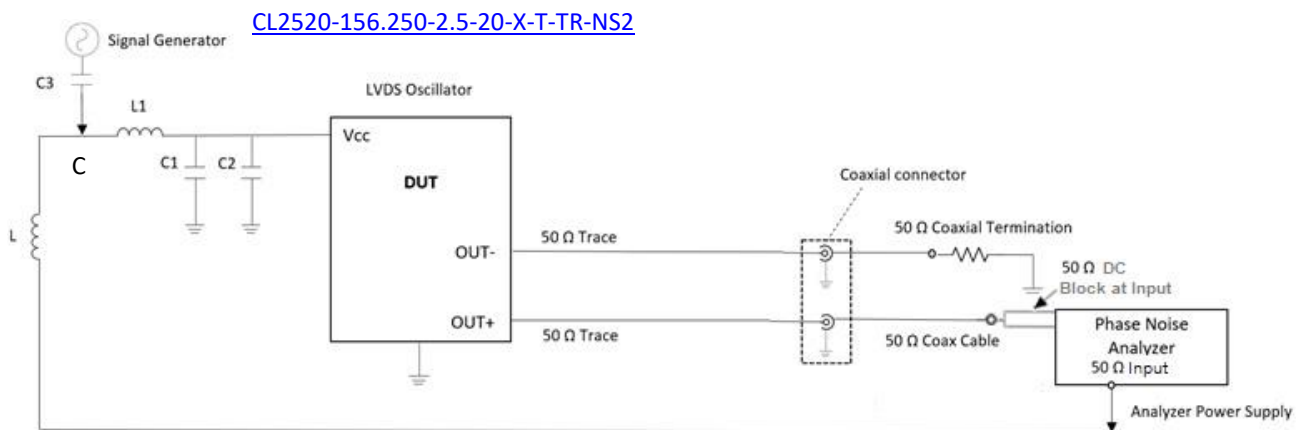 CL2520-156.250-2.5-20-X-T-TR-NS2
Signal Generator
C3
L1
LVDS Oscillator
C
C1
C2
Vcc
DUT
Coaxial connector
L
50 Ω Trace
50 Ω Coaxial Termination
OUT-
50 Ω DC
Block at Input
OUT+
50 Ω Trace
50 Ω Coax Cable
Phase Noise
Analyzer
50 Ω Input
Analyzer Power Supply